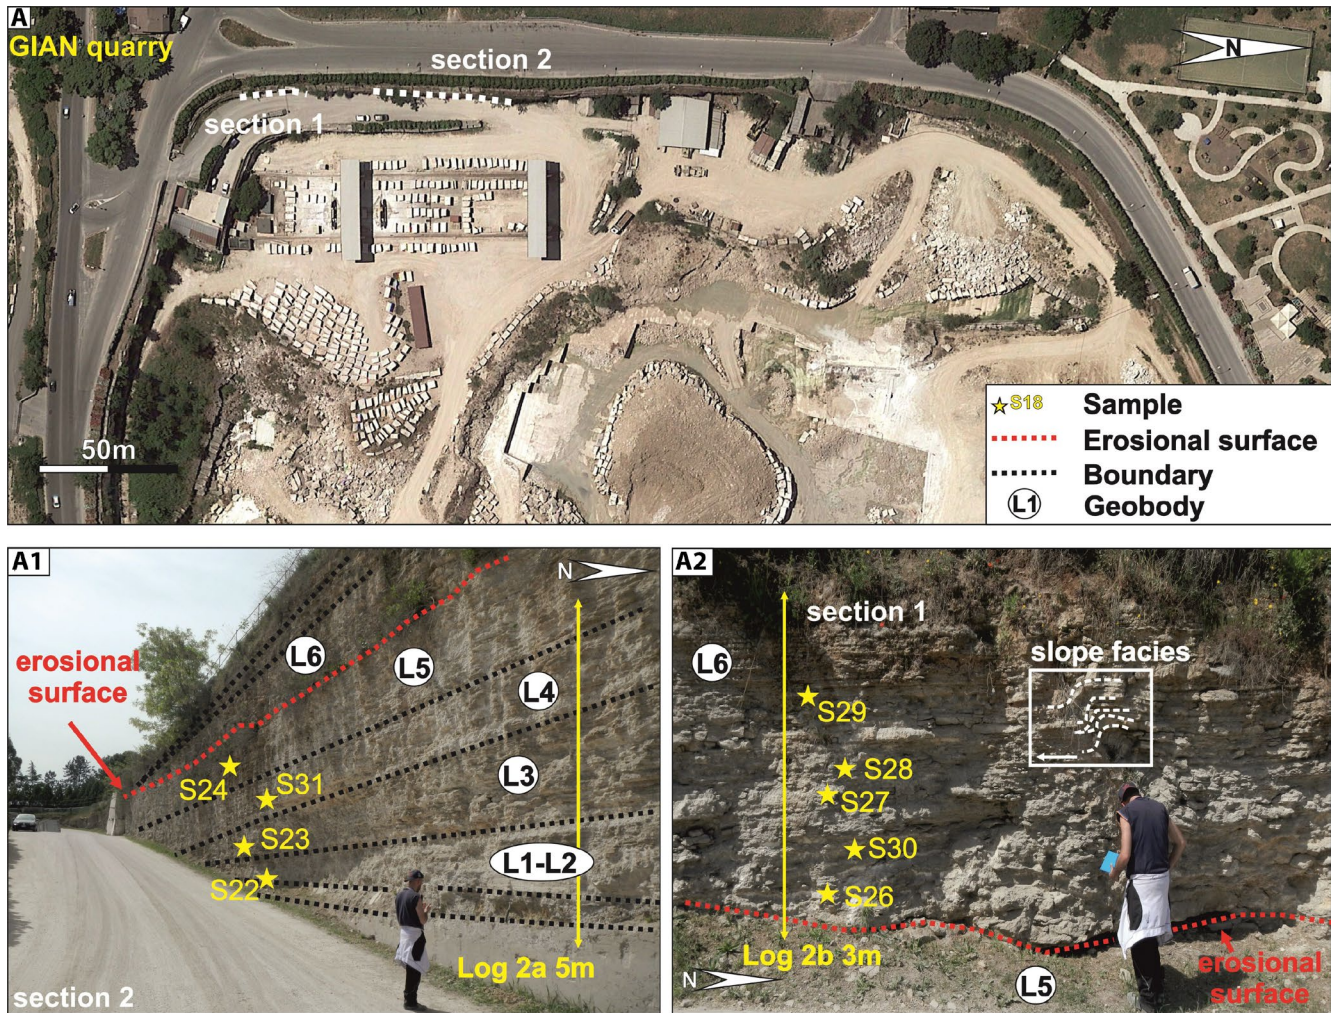 A
GIAN quarry
section 2
N
section 1
50m
S18 Sample
Erosional surface
Boundary
L1 Geobody
A1
N
erosional
surface
L6
L5
L4
L3
L1-L2
S24
S31
S23
S22
Log 2a 5m
section 2
A2
section 1
L6
slope facies
S29
S28
S27
S30
S26
Log 2b 3m
N
L5
erosional
surface